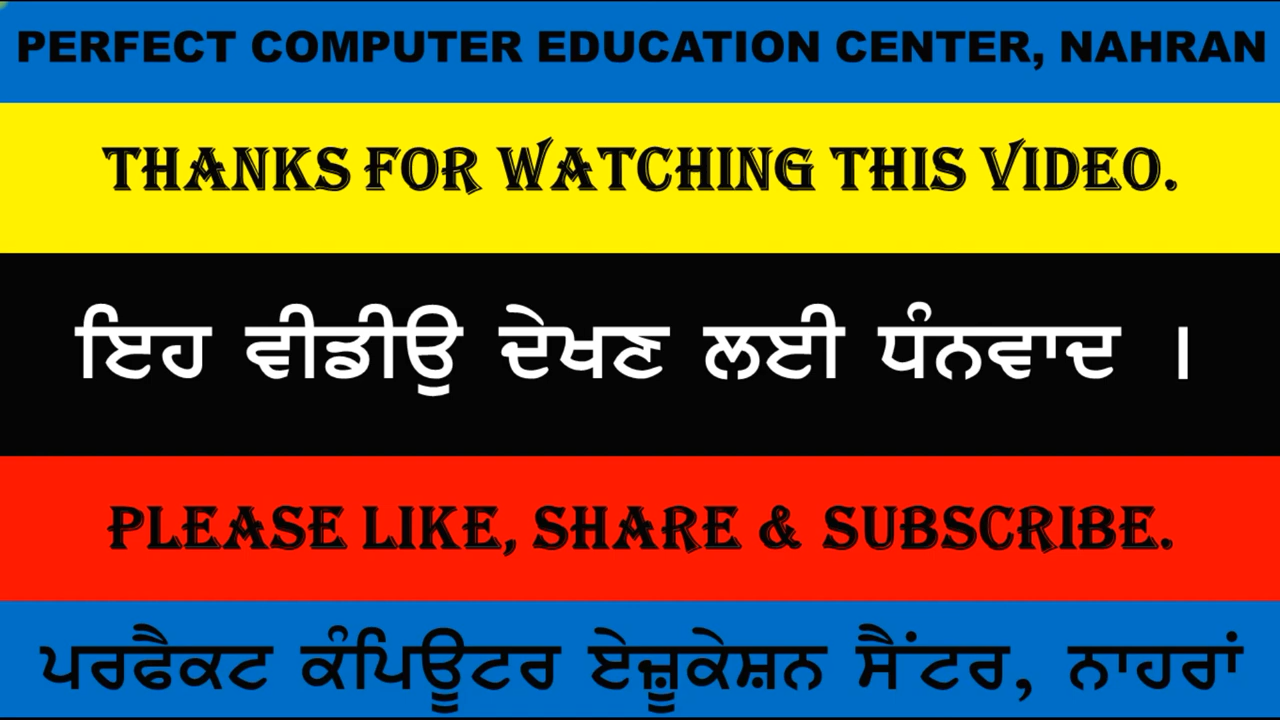 PERFECT COMPUTER EDUCATION CENTER, NAHRAN
THANKS FOR WATCHING THIS VIDEO.
ਇਹ ਵੀਡੀਉ ਦੇਖਣ ਲਈ ਧੰਨਵਾਦ ।
PLEASE LIKE, SHARE & SUBSCRIBE.
ਪਰਫੈਕਟ ਕੰਪਿਊਟਰ ਏਜ਼ੂਕੇਸ਼ਨ ਸੈਂਟਰ, ਨਾਹਰਾਂ